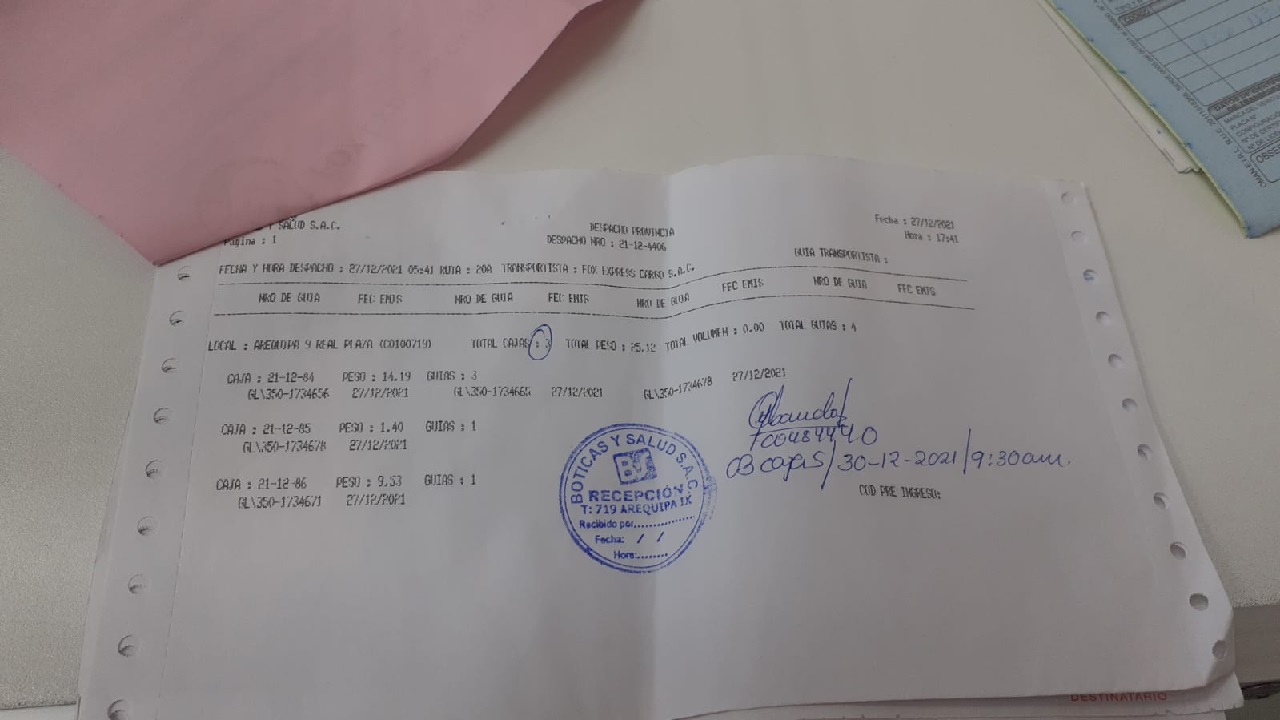 Y SALUD S.A.C.
Pagina : 1
DESPACHO PROVINCIA
DESPACHO NRO : 21-12-4406
Fecha : 27/12/2021
Hora : 17:41
FECHA Y HORA DESPACHO : 27/12/2021 05:41 RUTA : 20A TRANSPORTISTA : FOX EXPRESS CARGO S.A.C.
GUIA TRANSPORTISTA :
NRO DE GUIA FEC EMIS NRO DE GUIA FEC EMIS NRO DE GUIA FEC EMIS NRO DE GUIA FEC EMIS
LOCAL : AREQUIPA 9 REAL PLAZA TOTAL CAJAS : 3 TOTAL PESO : 25.12 TOTAL VOLUMEN : 0.00 TOTAL GUIAS : 4
CAJA : 21-12-84 PESO : 14.19 GUIAS : 3
GL\350-1734656 27/12/2021 27/12/2021 GL\350-1734678 27/12/2021
CAJA : 21-12-85 PESO : 1.40 GUIAS : 1
GL\350-1734678 27/12/2021
CAJA : 21-12-86 PESO : 9.53 GUIAS : 1
GL\350-1734671 27/12/2021
BOTICAS Y SALUD S.A.C.
RECEPCIÓN
T: 719 AREQUIPA IX
Recibido por
Fecha: / /
Hora:
03 cajas / 30-12-2021 / 9:30am.
COD PRE INGRESO:
DESTINATARIO